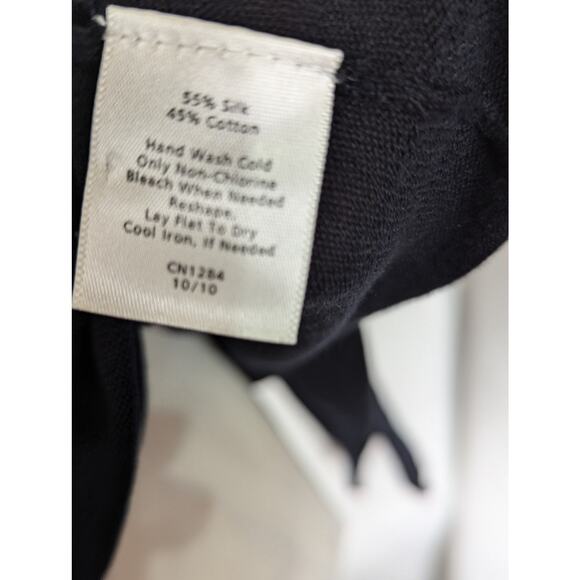 55% Silk
45% Cotton
Hand Wash Cold
Only Non-Chlorine
Bleach When Needed
Reshape.
Lay Flat To Dry
Cool Iron, If Needed
CN1284
10/10